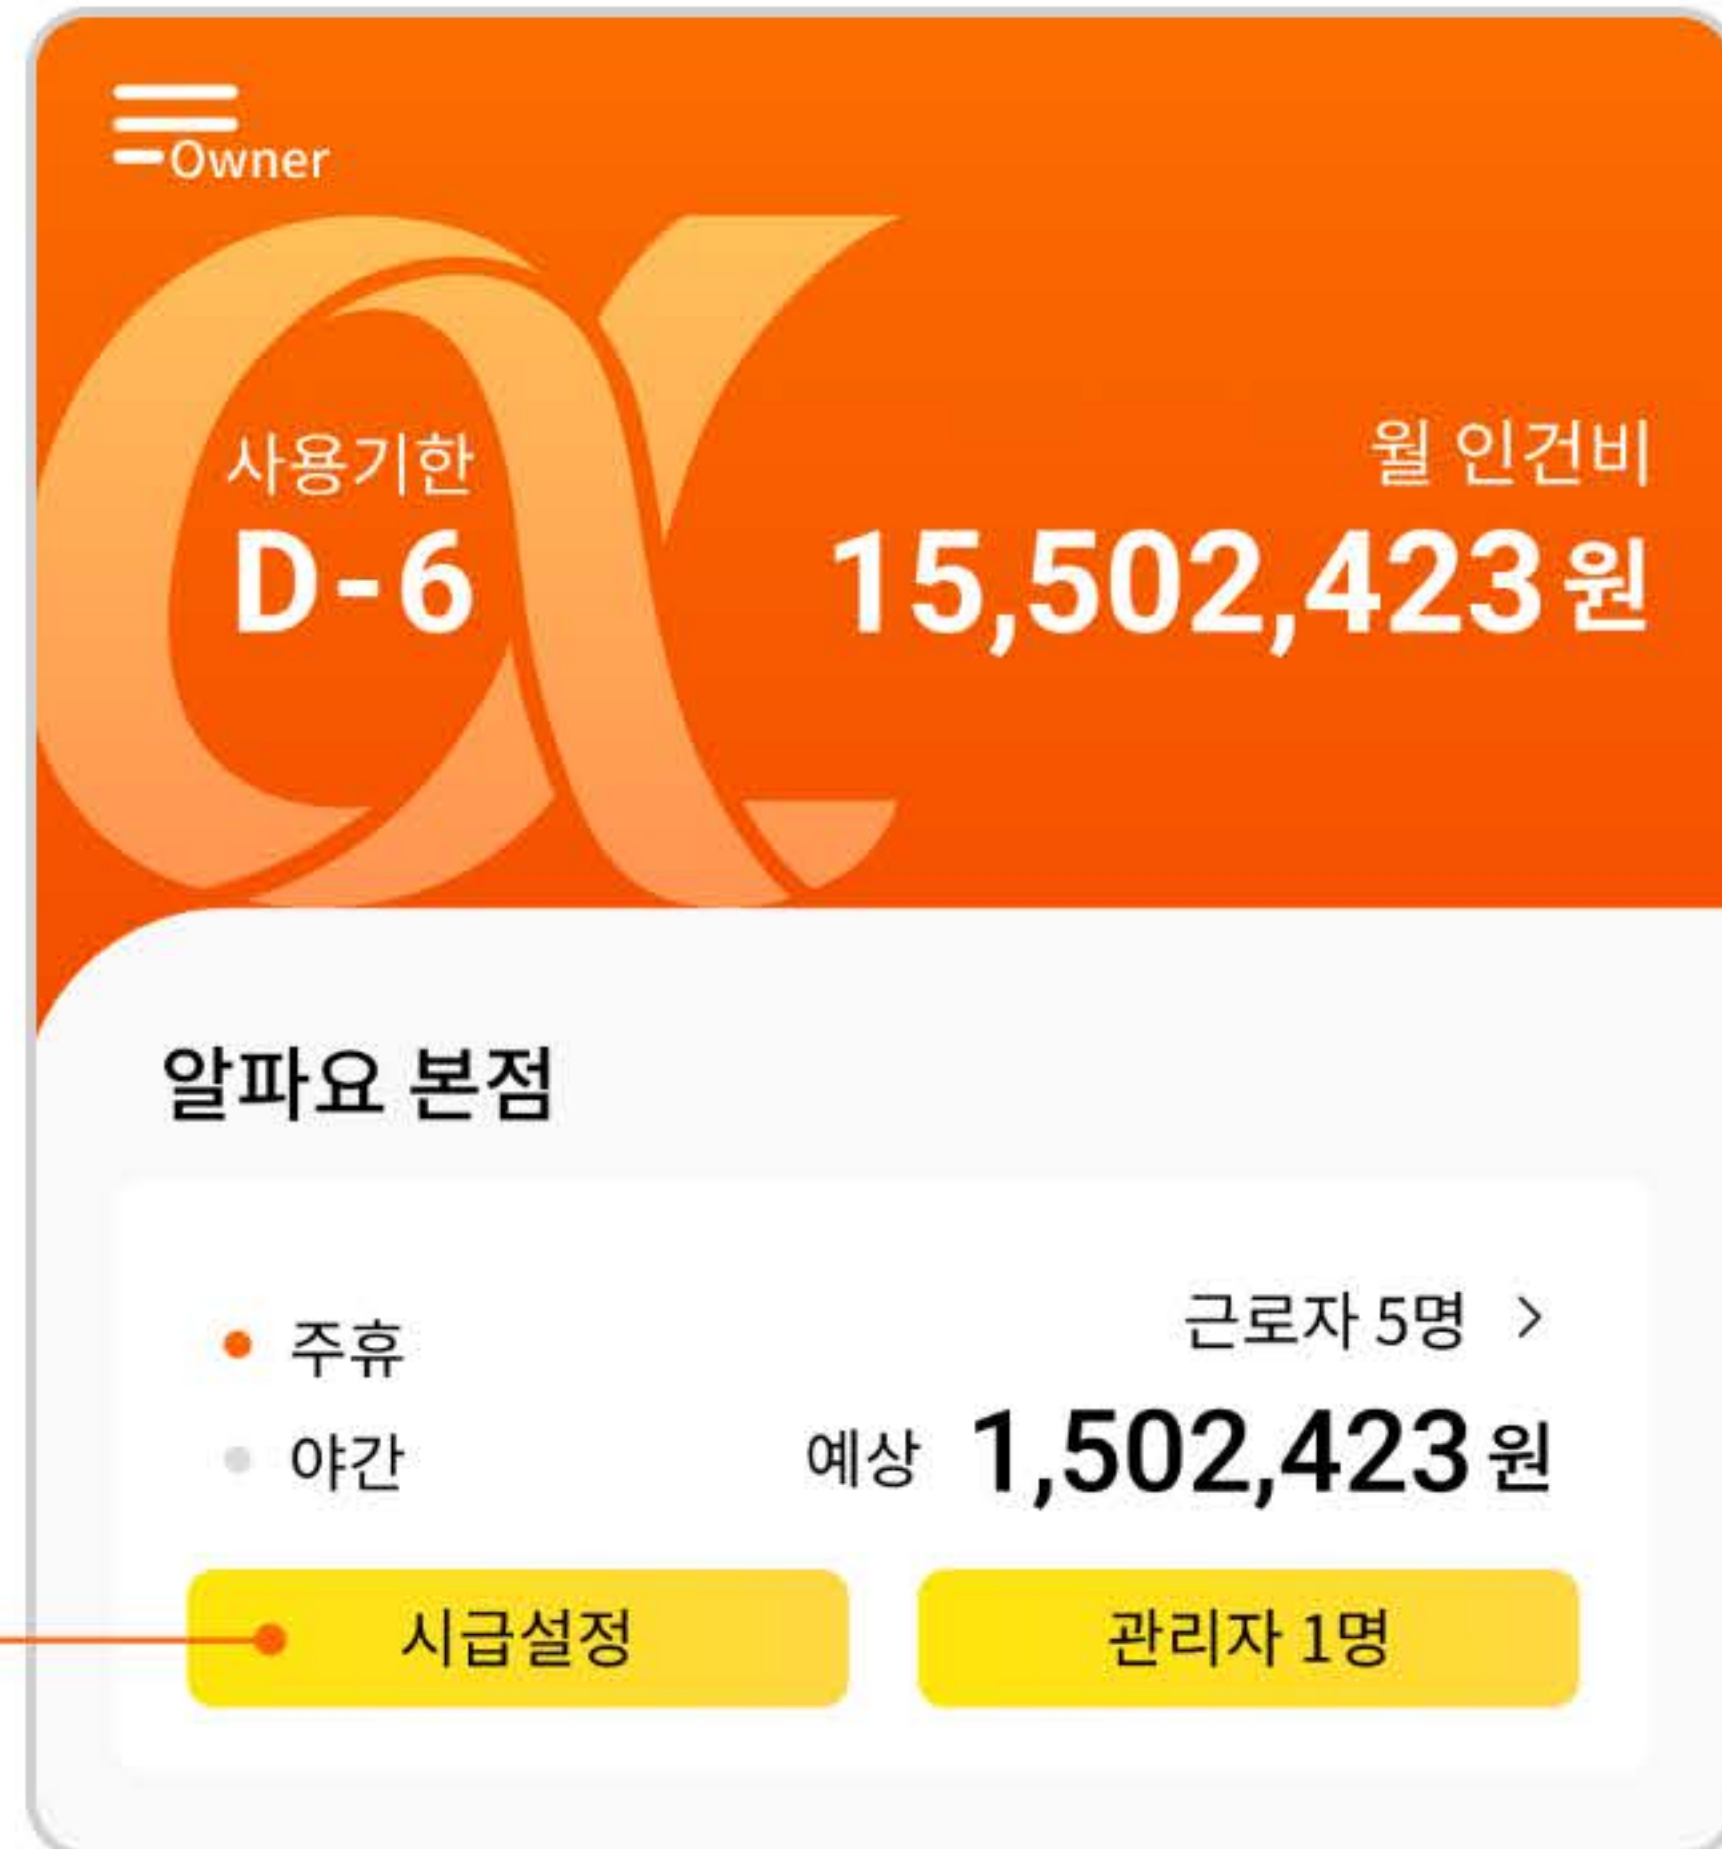 Owner
사용기한
D-6
월 인건비
15,502,423원
알파요 본점
주휴
야간
근로자 5명 >
예상 1,502,423원
시급설정
관리자 1명